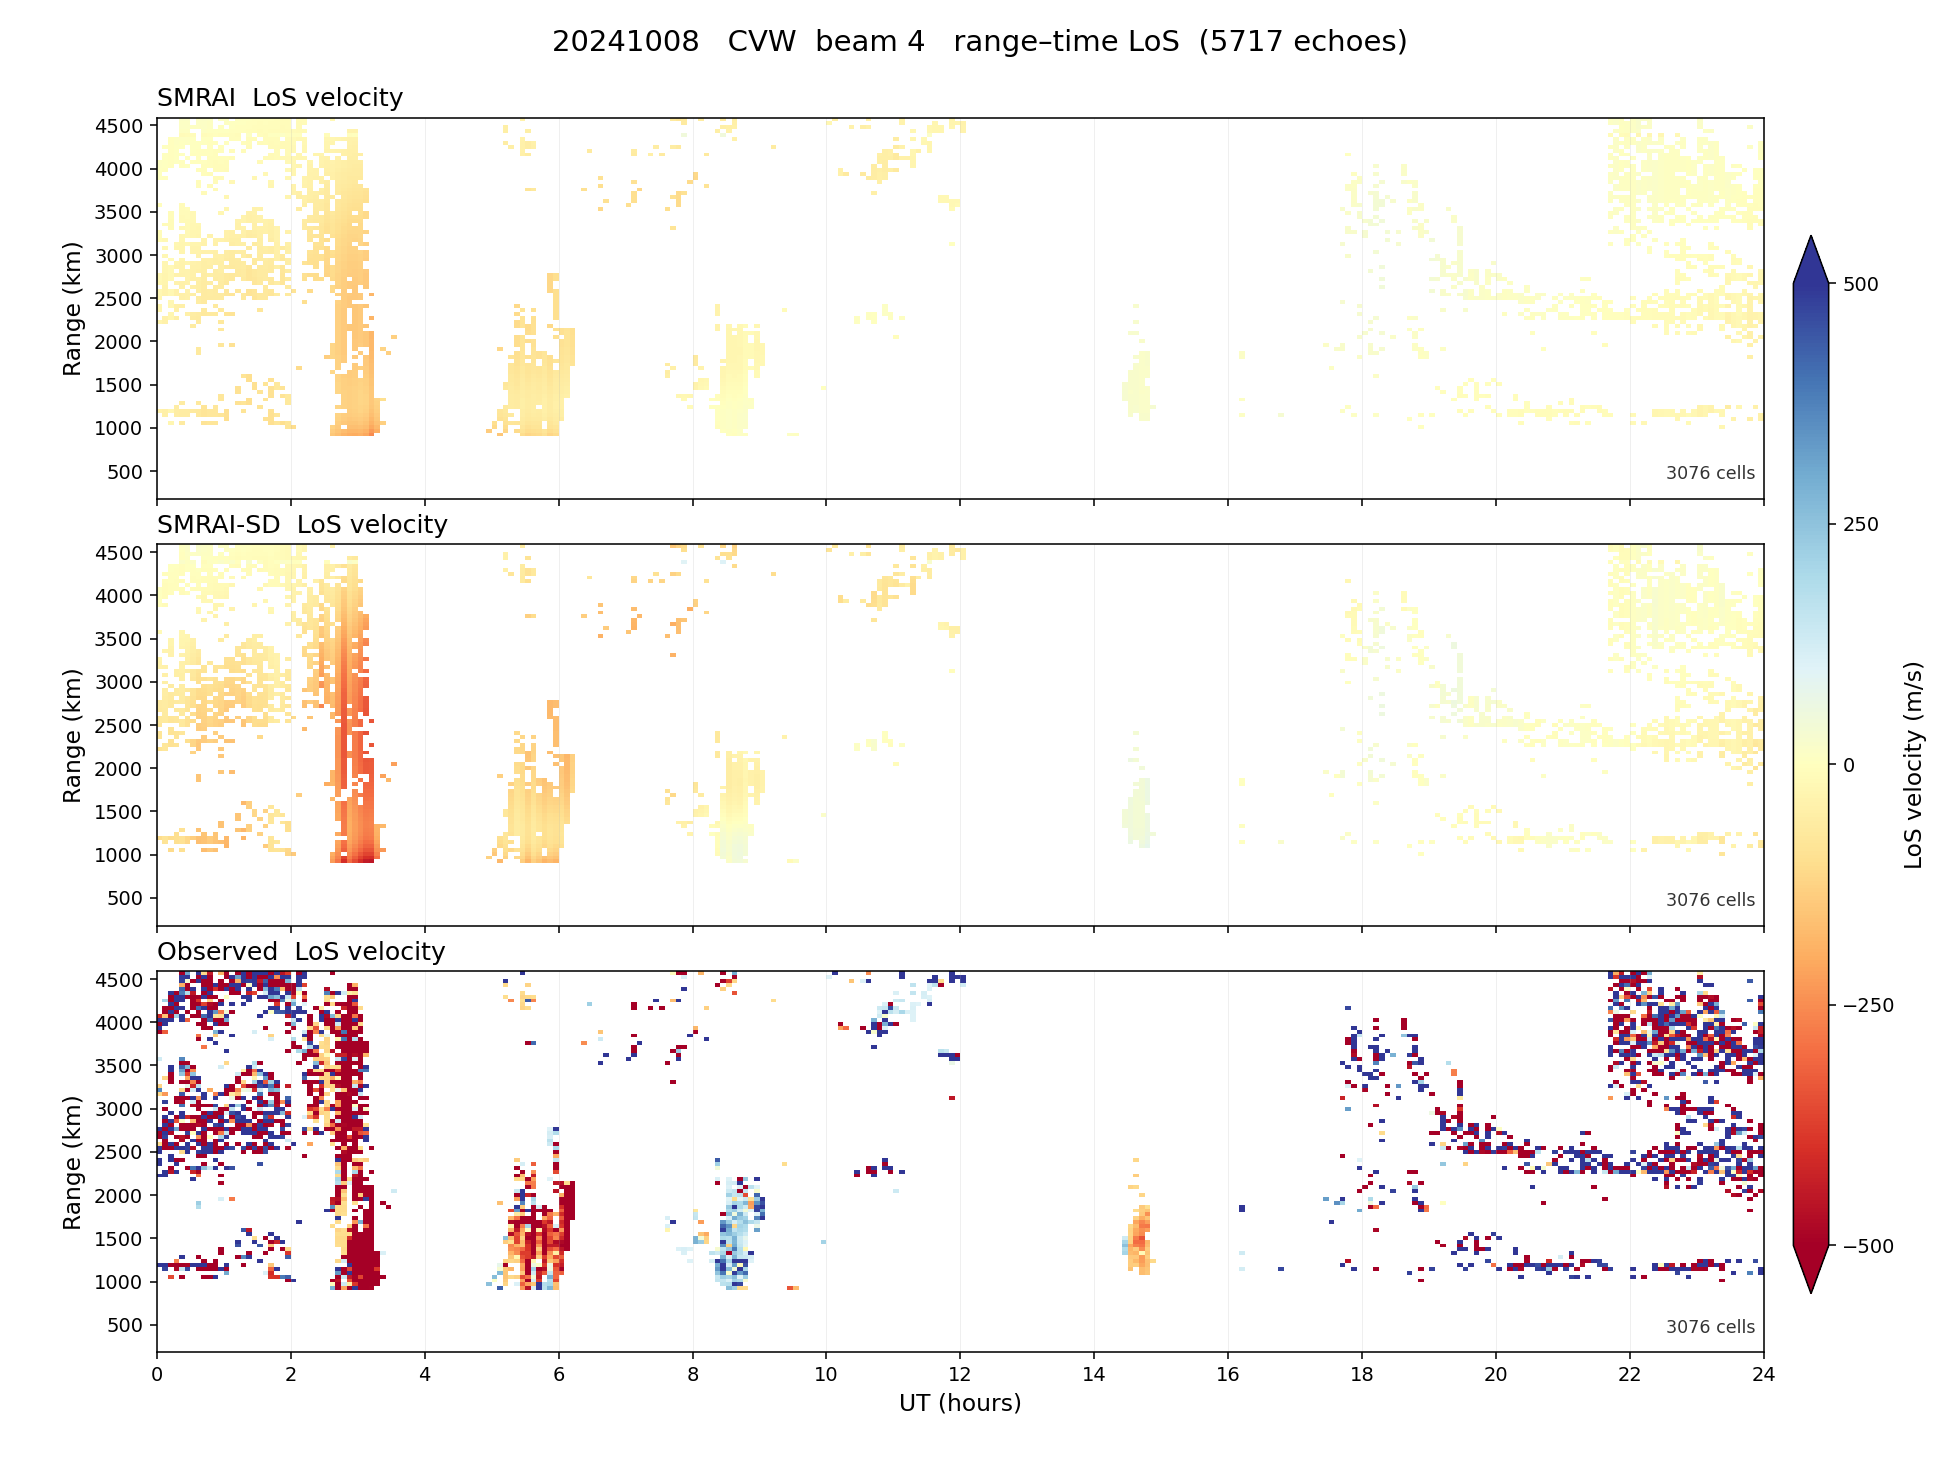 20241008   CVW  beam 4   range–time LoS  (5717 echoes)
SMRAI  LoS velocity
4500
4000
3500
3000
2500
2000
1500
1000
500
Range (km)
3076 cells
SMRAI-SD  LoS velocity
4500
4000
3500
3000
2500
2000
1500
1000
500
Range (km)
3076 cells
Observed  LoS velocity
4500
4000
3500
3000
2500
2000
1500
1000
500
Range (km)
3076 cells
0 2 4 6 8 10 12 14 16 18 20 22 24
UT (hours)
500
250
0
−250
−500
LoS velocity (m/s)